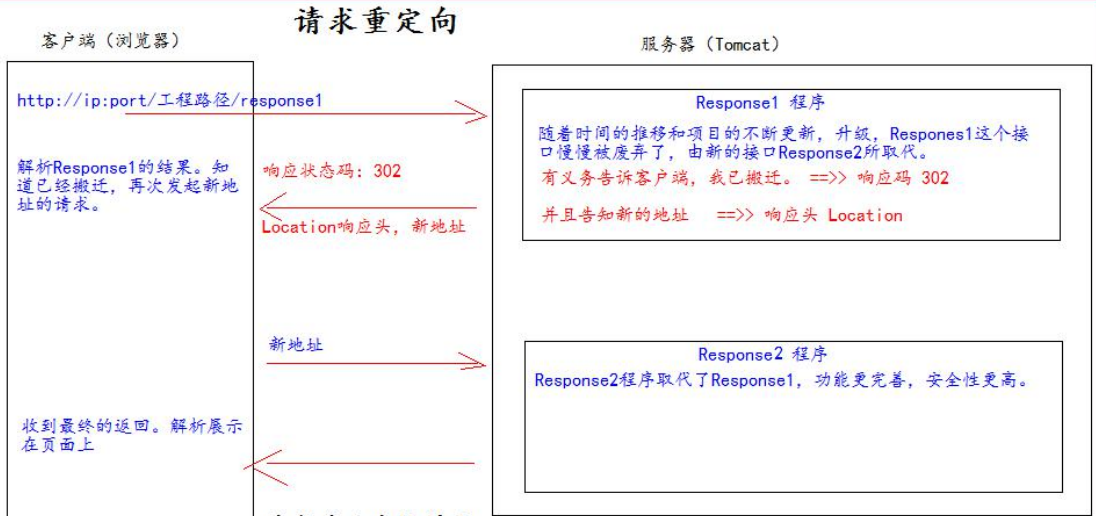 请求重定向
客户端（浏览器）
服务器（Tomcat）
http://ip:port/工程路径/response1
解析Response1的结果。知
道已经搬迁，再次发起新地
址的请求。
响应状态码：302
Location响应头，新地址
Response1 程序
随着时间的推移和项目的不断更新，升级，Respones1这个接
口慢慢被废弃了，由新的接口Response2所取代。
有义务告诉客户端，我已搬迁。 ==>> 响应码 302
并且告知新的地址 ==>> 响应头 Location
新地址
Response2 程序
Response2程序取代了Response1，功能更完善，安全性更高。
收到最终的返回。解析展示
在页面上